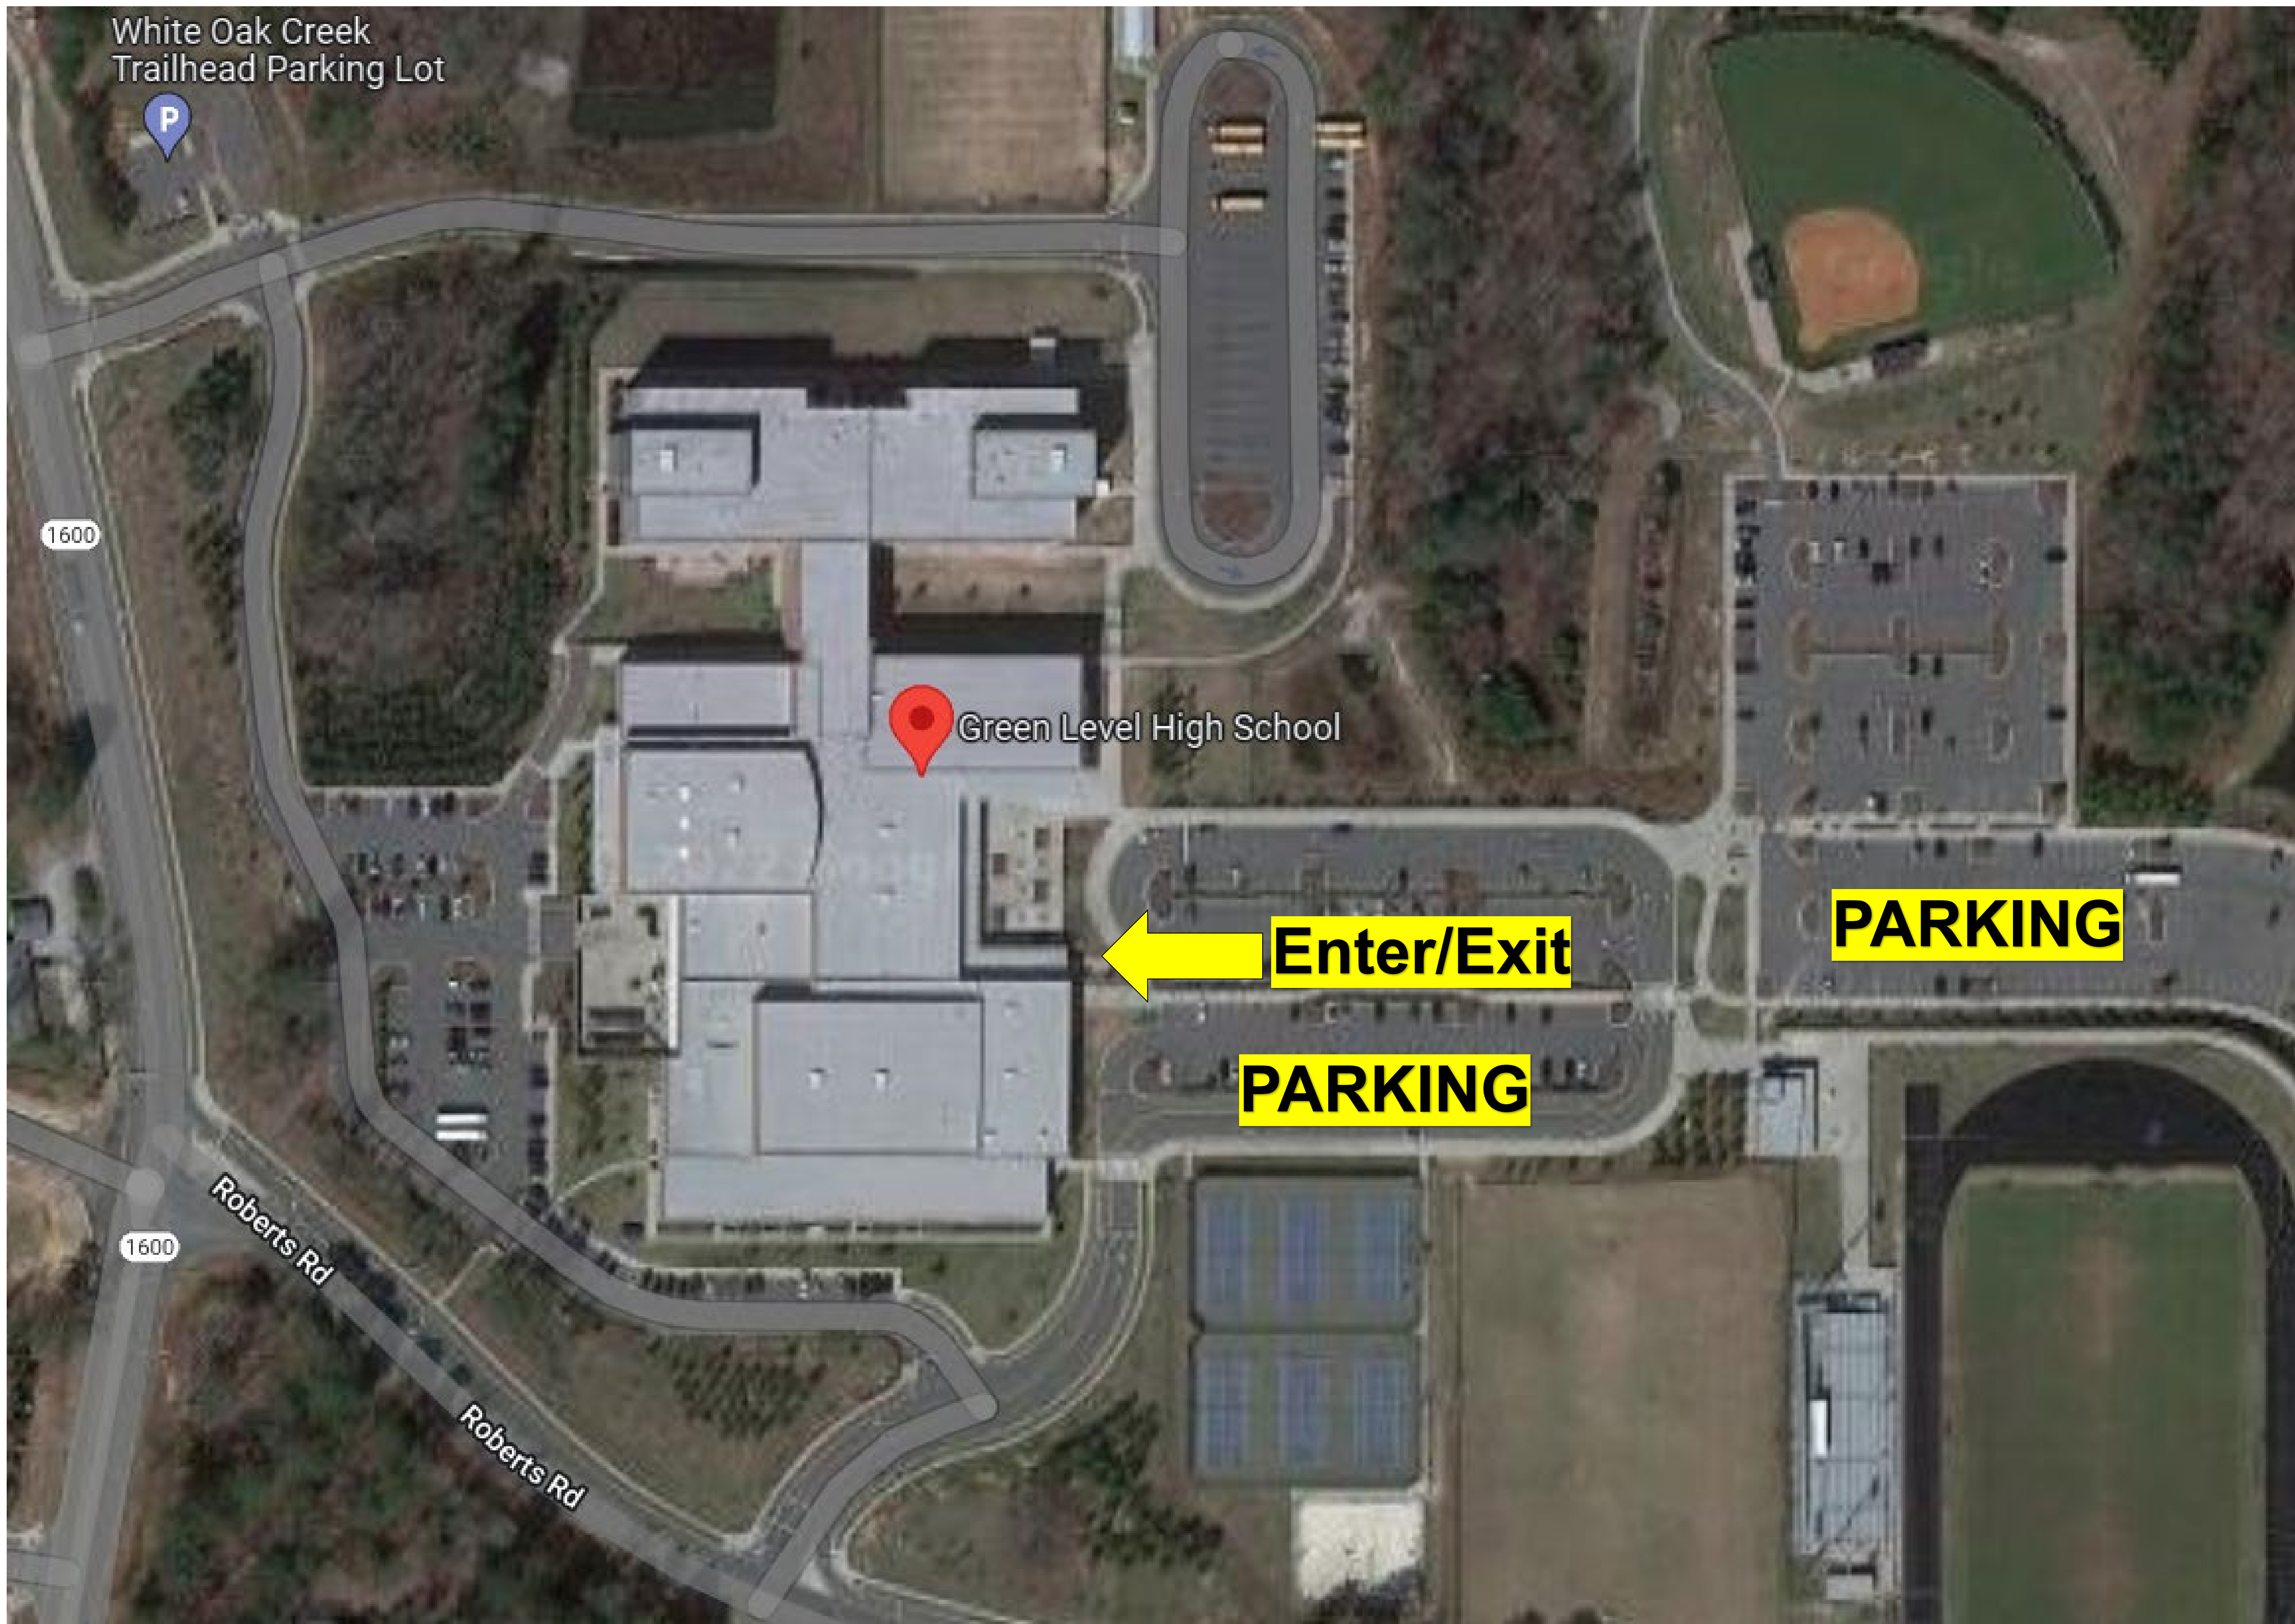 White Oak Creek
Trailhead Parking Lot
P
1600
Green Level High School
PARKING
Enter/Exit
PARKING
1600
Roberts Rd
Roberts Rd